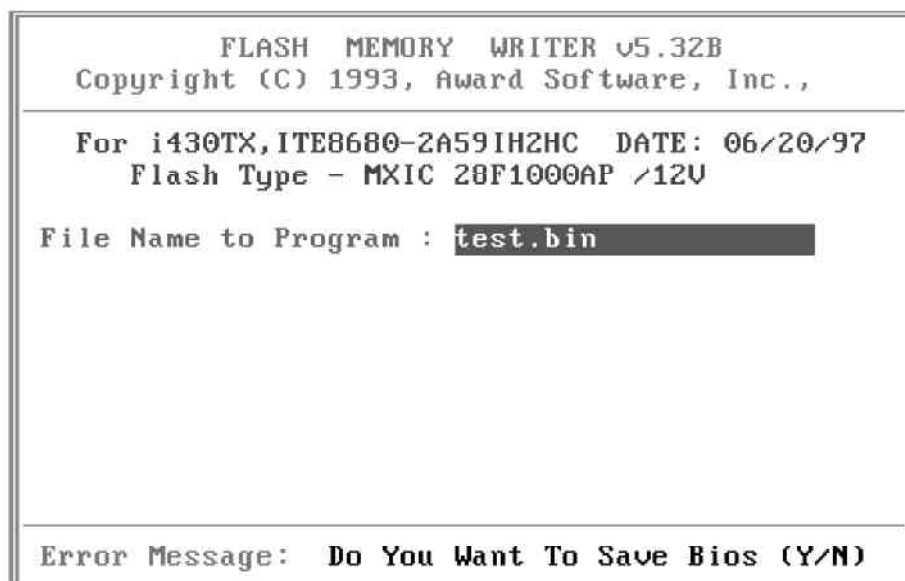 FLASH MEMORY WRITER v5.32B
Copyright (C) 1993, Award Software, Inc.,
For i430TX,ITE8680-2A59IH2HC DATE: 06/20/97
Flash Type - MXIC 28F1000AP /12V
File Name to Program : test.bin
Error Message: Do You Want To Save Bios (Y/N)